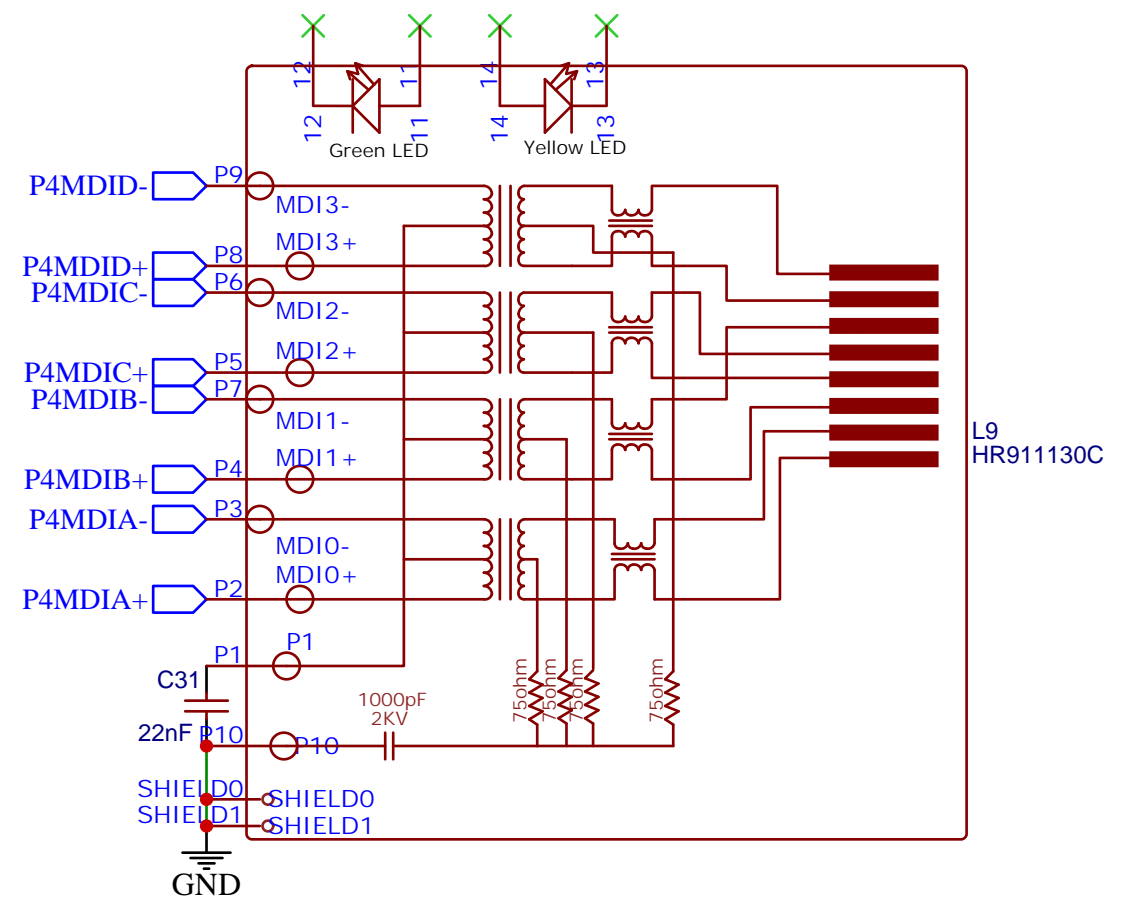 12
11
14
13
12
11
14
13
Green LED
Yellow LED
P4MDID-
P9
MDI3-
MDI3+
P4MDID+
P8
P4MDIC-
P6
MDI2-
MDI2+
P4MDIC+
P5
P4MDIB-
P7
MDI1-
L9
HR911130C
MDI1+
P4MDIB+
P4
P4MDIA-
P3
MDI0-
MDI0+
P4MDIA+
P2
P1
P1
C31
22nF
1000pF
2KV
75ohm
75ohm
75ohm
75ohm
P10
P10
SHIELD0
SHIELD0
SHIELD1
SHIELD1
GND